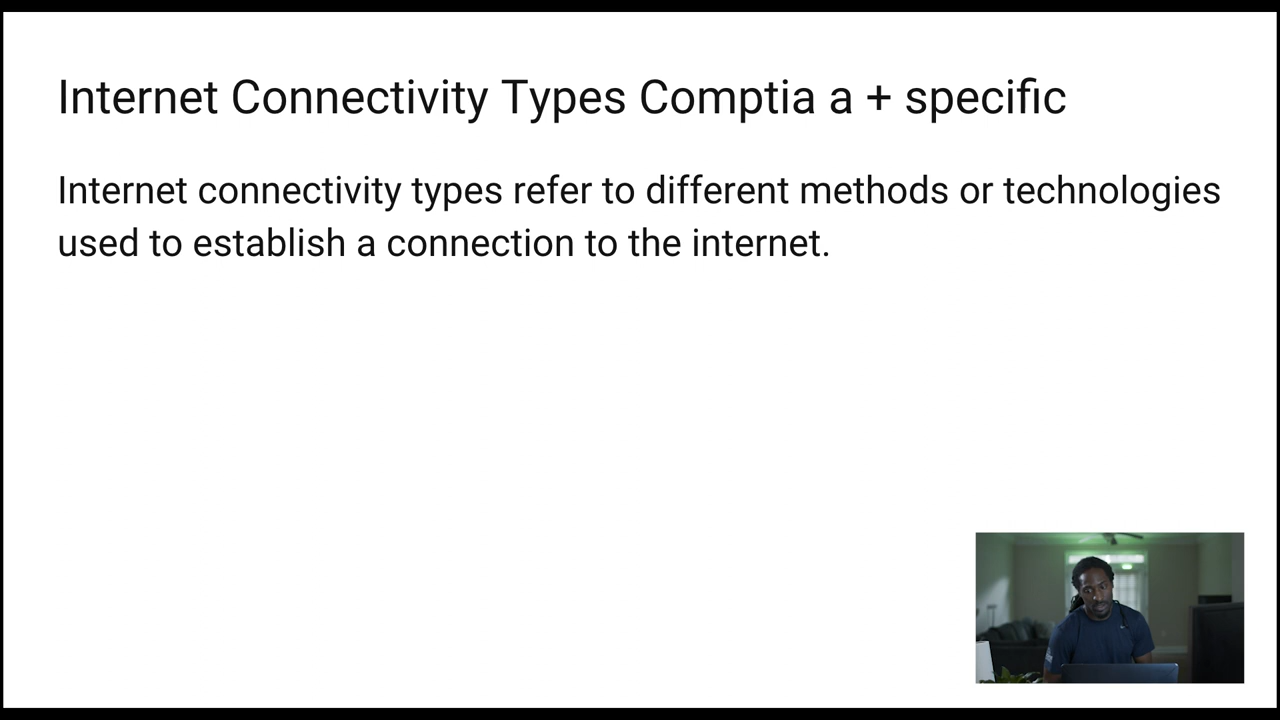 Internet Connectivity Types Comptia a + specific
Internet connectivity types refer to different methods or technologies
used to establish a connection to the internet.